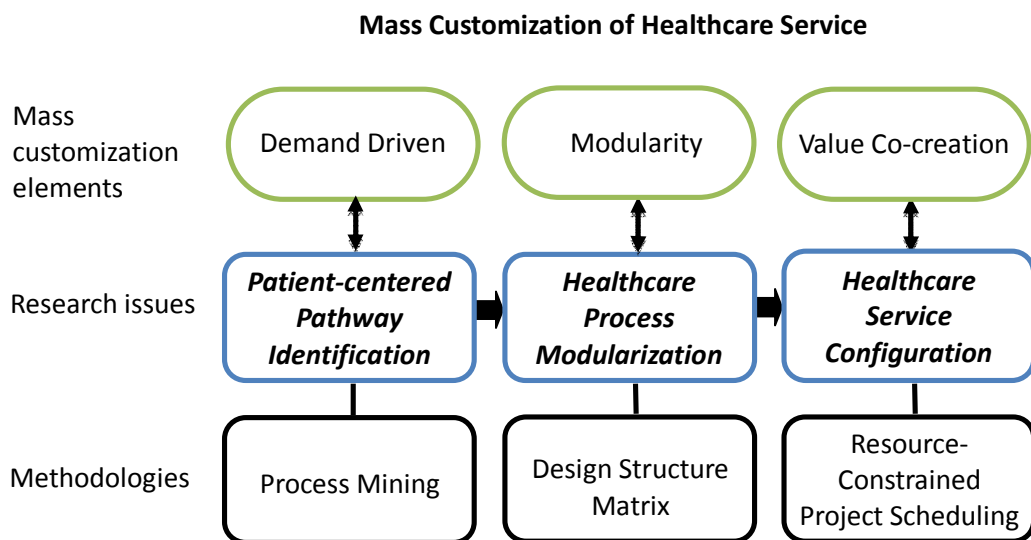 Mass Customization of Healthcare Service
Mass
customization
elements
Demand Driven
Modularity
Value Co-creation
Research issues
Patient-centered
Pathway
Identification
Healthcare
Process
Modularization
Healthcare
Service
Configuration
Methodologies
Process Mining
Design Structure
Matrix
Resource-
Constrained
Project Scheduling